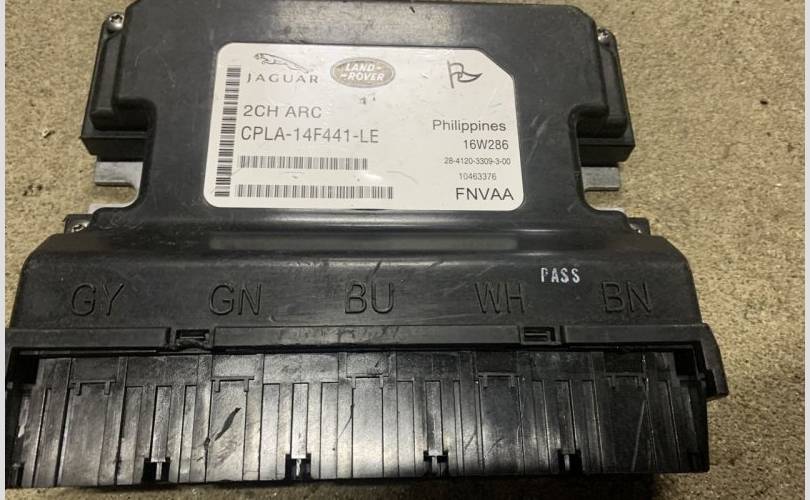 JAGUAR
LAND-
-ROVER
2CH ARC
CPLA-14F441-LE
Philippines
16W286
28-4120-3309-3-00
10463376
FNVAA
PASS
GY GN BU WH BN